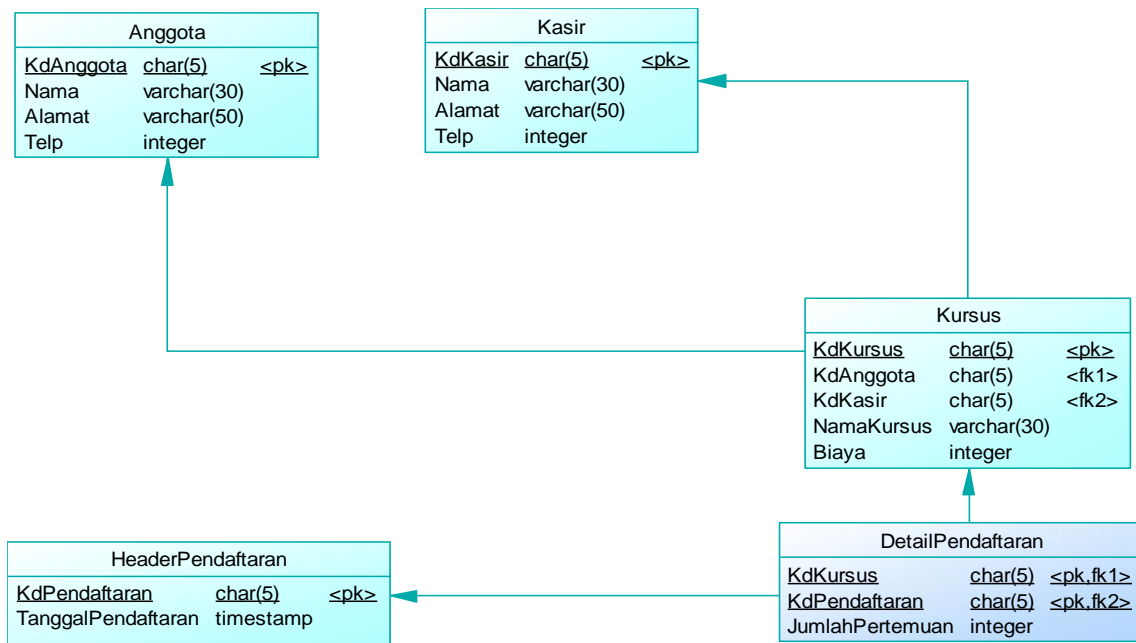 Anggota
KdAnggota char(5) <pk>
Nama varchar(30)
Alamat varchar(50)
Telp integer
Kasir
KdKasir char(5) <pk>
Nama varchar(30)
Alamat varchar(50)
Telp integer
Kursus
KdKursus char(5) <pk>
KdAnggota char(5) <fk1>
KdKasir char(5) <fk2>
NamaKursus varchar(30)
Biaya integer
HeaderPendaftaran
KdPendaftaran char(5) <pk>
TanggalPendaftaran timestamp
DetailPendaftaran
KdKursus char(5) <pk,fk1>
KdPendaftaran char(5) <pk,fk2>
JumlahPertemuan integer